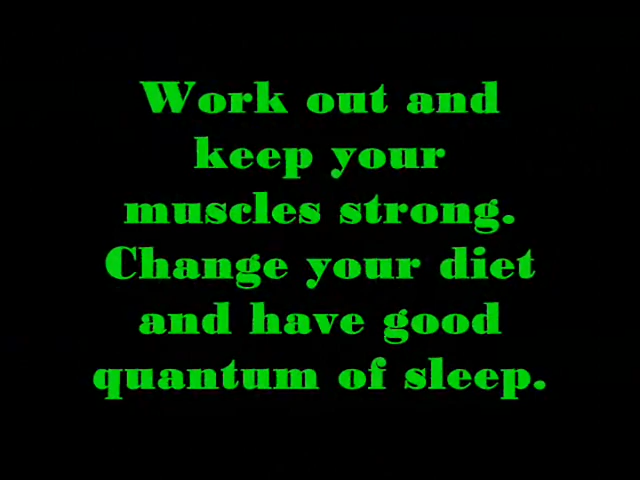 Work out and
keep your
muscles strong.
Change your diet
and have good
quantum of sleep.